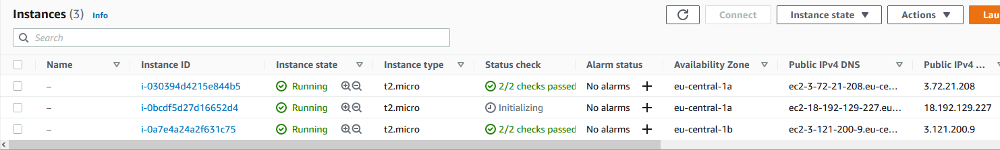 Instances (3) Info Connect Instance state Actions Lau
Search
Name Instance ID Instance state Instance type Status check Alarm status Availability Zone Public IPv4 DNS Public IPv4 ...
– i-030394d4215e844b5 Running t2.micro 2/2 checks passed No alarms + eu-central-1a ec2-3-72-21-208.eu-ce... 3.72.21.208
– i-0bcdf5d27d16652d4 Running t2.micro Initializing No alarms + eu-central-1a ec2-18-192-129-227.eu... 18.192.129.227
– i-0a7e4a24a2f631c75 Running t2.micro 2/2 checks passed No alarms + eu-central-1b ec2-3-121-200-9.eu-ce... 3.121.200.9